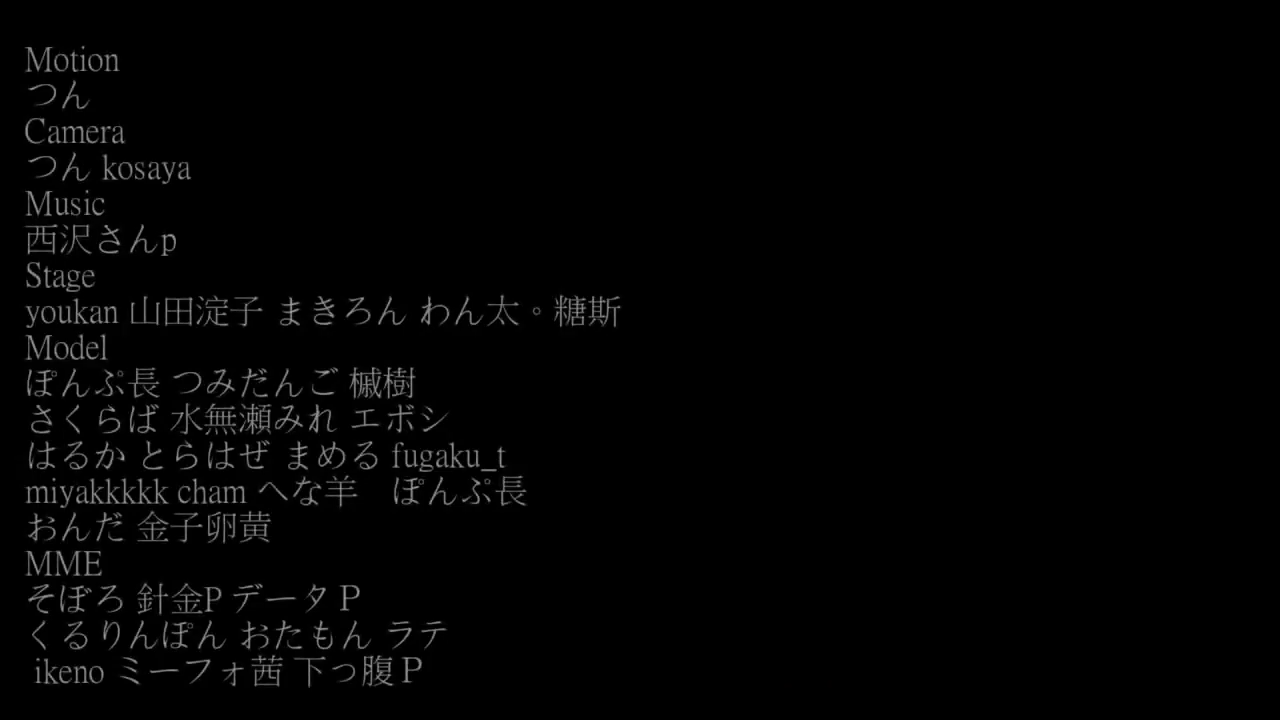 Motion
つん
Camera
つん kosaya
Music
西沢さんp
Stage
youkan 山田淀子 まきろん わん太。糖斯
Model
ぽんぷ長 つみだんご 槭樹
さくらば 水無瀬みれ エボシ
はるか とらはぜ まめる fugaku_t
miyakkkkk cham へな羊　ぽんぷ長
おんだ 金子卵黄
MME
そぼろ 針金P データＰ
くるりんぽん おたもん ラテ
ikeno ミーフォ茜 下っ腹Ｐ